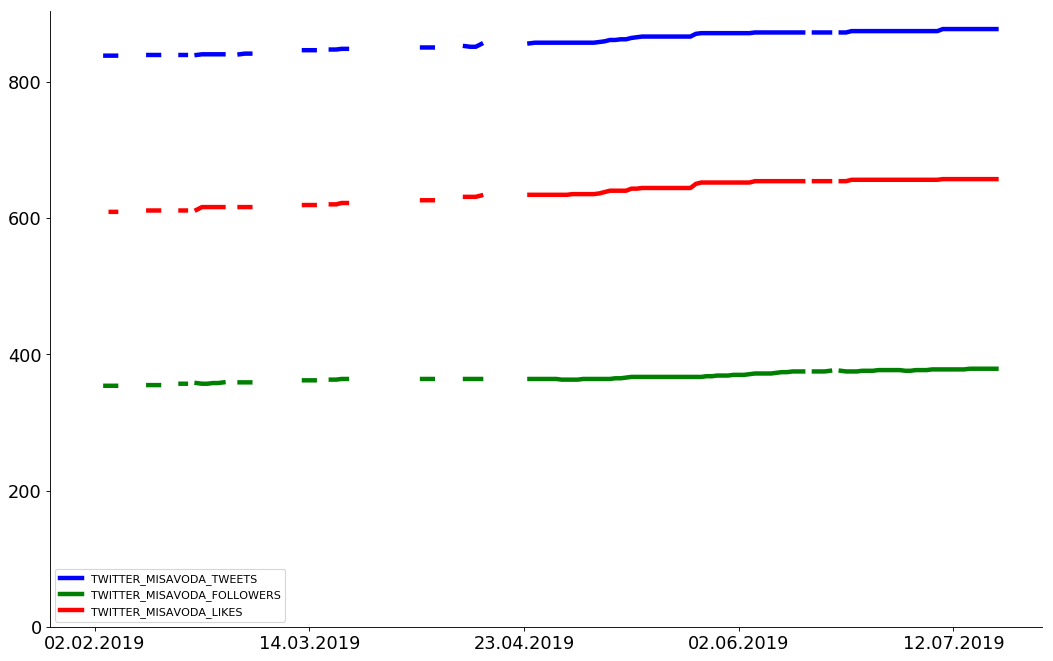 800
600
400
200
0
TWITTER_MISAVODA_TWEETS
TWITTER_MISAVODA_FOLLOWERS
TWITTER_MISAVODA_LIKES
02.02.2019 14.03.2019 23.04.2019 02.06.2019 12.07.2019